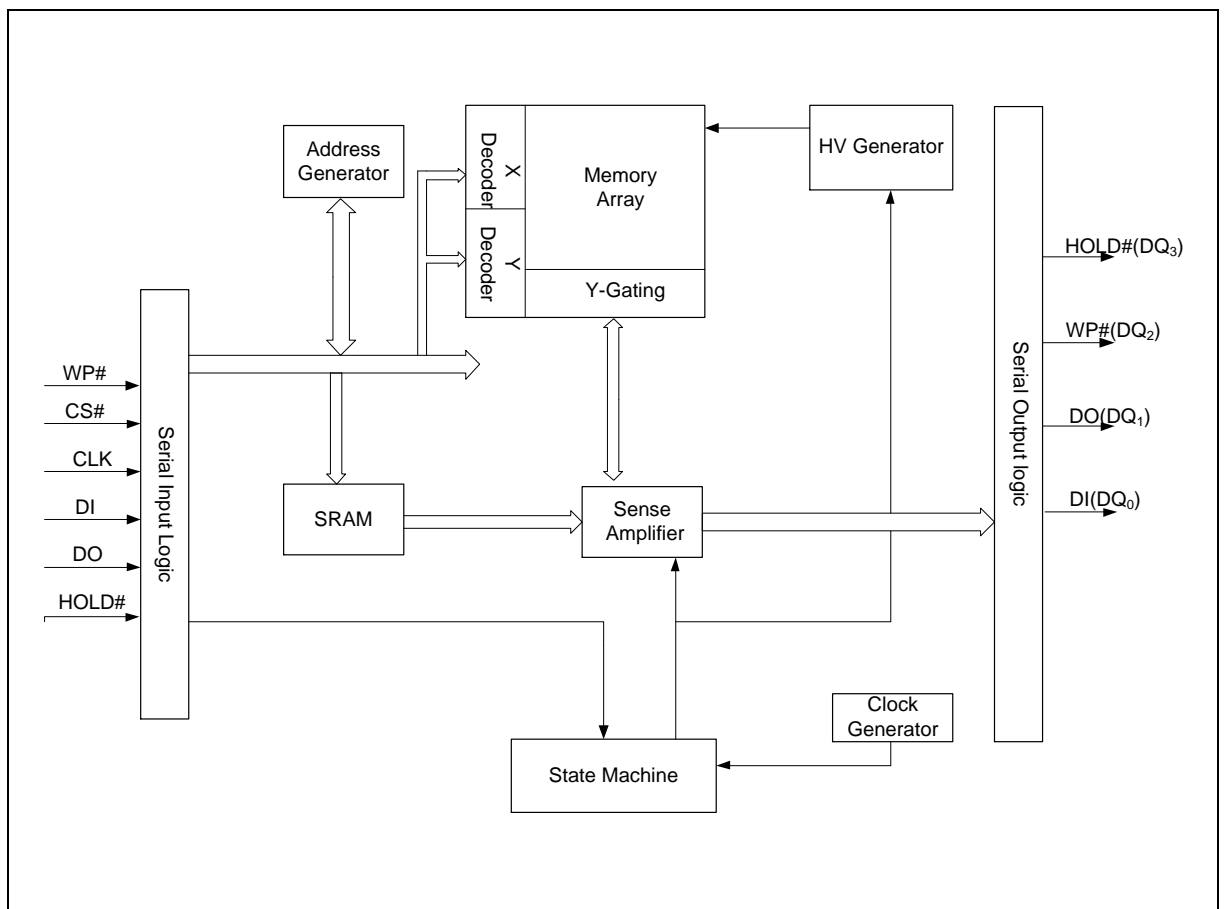 Address
Generator
X
Decoder
Y
Decoder
Memory
Array
Y-Gating
HV Generator
HOLD#(DQ₃)
WP#(DQ₂)
DO(DQ₁)
DI(DQ₀)
Serial Output logic
WP#
CS#
CLK
DI
DO
HOLD#
Serial Input Logic
SRAM
Sense
Amplifier
Clock
Generator
State Machine